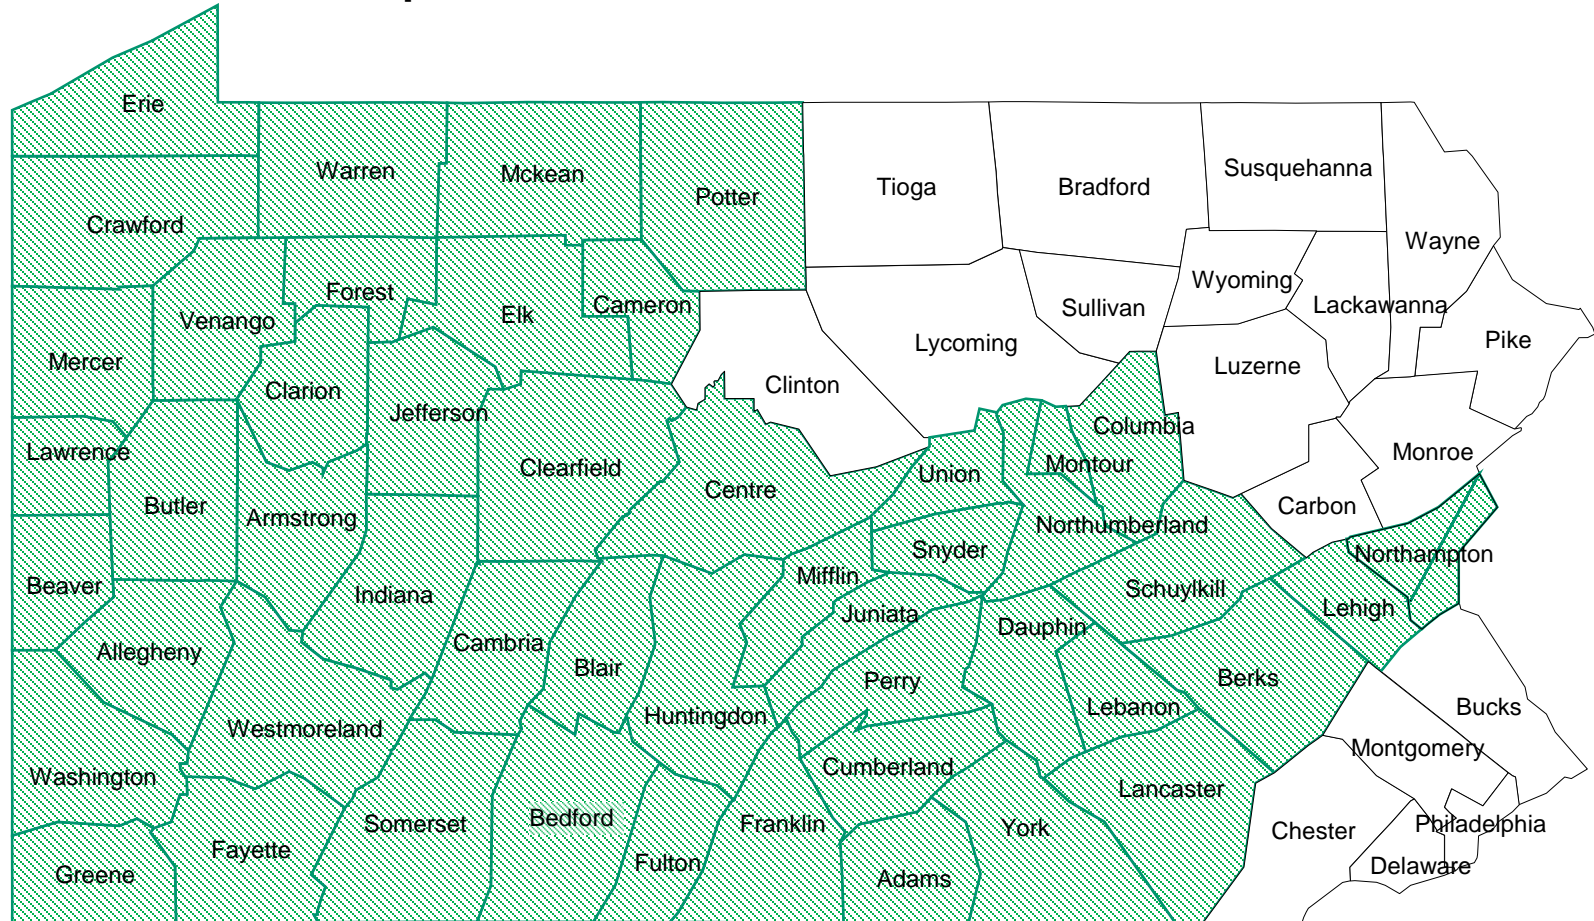 Erie
Warren
Mckean
Potter
Tioga
Bradford
Susquehanna
Crawford
Wayne
Forest
Venango
Elk
Cameron
Sullivan
Wyoming
Lackawanna
Mercer
Clarion
Jefferson
Clinton
Lycoming
Luzerne
Pike
Lawrence
Butler
Armstrong
Clearfield
Centre
Union
Montour
Columbia
Monroe
Carbon
Beaver
Indiana
Snyder
Northumberland
Northampton
Mifflin
Juniata
Schuylkill
Lehigh
Allegheny
Cambria
Blair
Dauphin
Perry
Berks
Westmoreland
Huntingdon
Lebanon
Bucks
Montgomery
Washington
Cumberland
Lancaster
Somerset
Bedford
Franklin
York
Chester
Philadelphia
Greene
Fayette
Fulton
Adams
Delaware